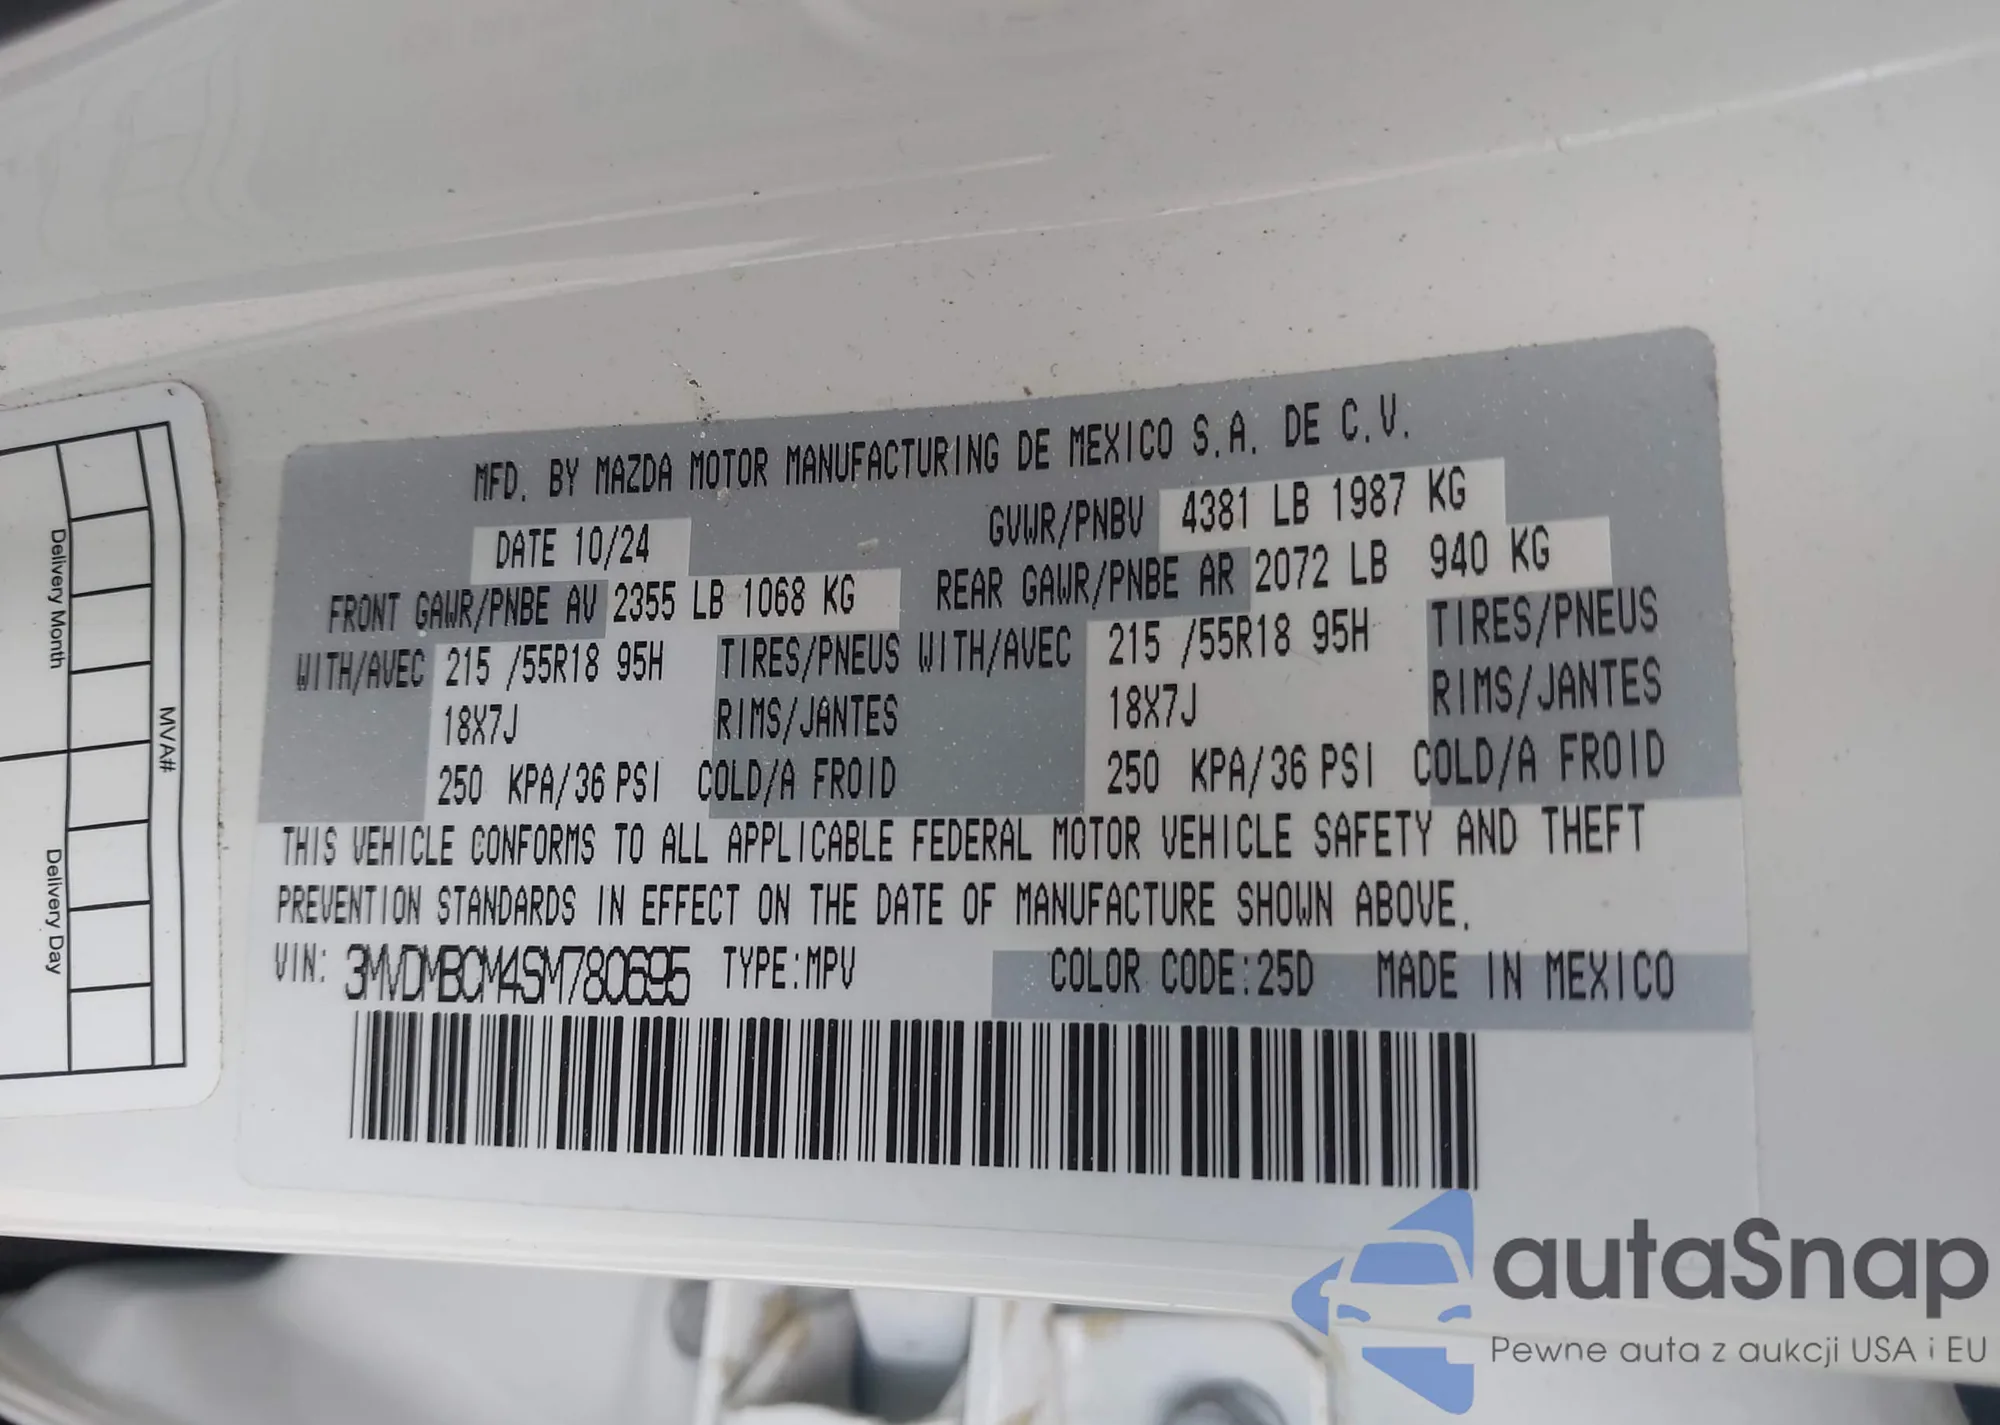 MFD. BY MAZDA MOTOR MANUFACTURING DE MEXICO S.A. DE C.V.
DATE 10/24 GVWR/PNBV 4381 LB 1987 KG
FRONT GAWR/PNBE AV 2355 LB 1068 KG REAR GAWR/PNBE AR 2072 LB 940 KG
WITH/AVEC 215 /55R18 95H TIRES/PNEUS WITH/AVEC 215 /55R18 95H TIRES/PNEUS
18X7J RIMS/JANTES 18X7J RIMS/JANTES
250 KPA/36 PSI COLD/A FROID 250 KPA/36 PSI COLD/A FROID
THIS VEHICLE CONFORMS TO ALL APPLICABLE FEDERAL MOTOR VEHICLE SAFETY AND THEFT
PREVENTION STANDARDS IN EFFECT ON THE DATE OF MANUFACTURE SHOWN ABOVE.
VIN: 3MVDMBCM4SM780695 TYPE:MPV COLOR CODE:25D MADE IN MEXICO
MVA#
Delivery Month
Delivery Day
autaSnap
Pewne auta z aukcji USA i EU